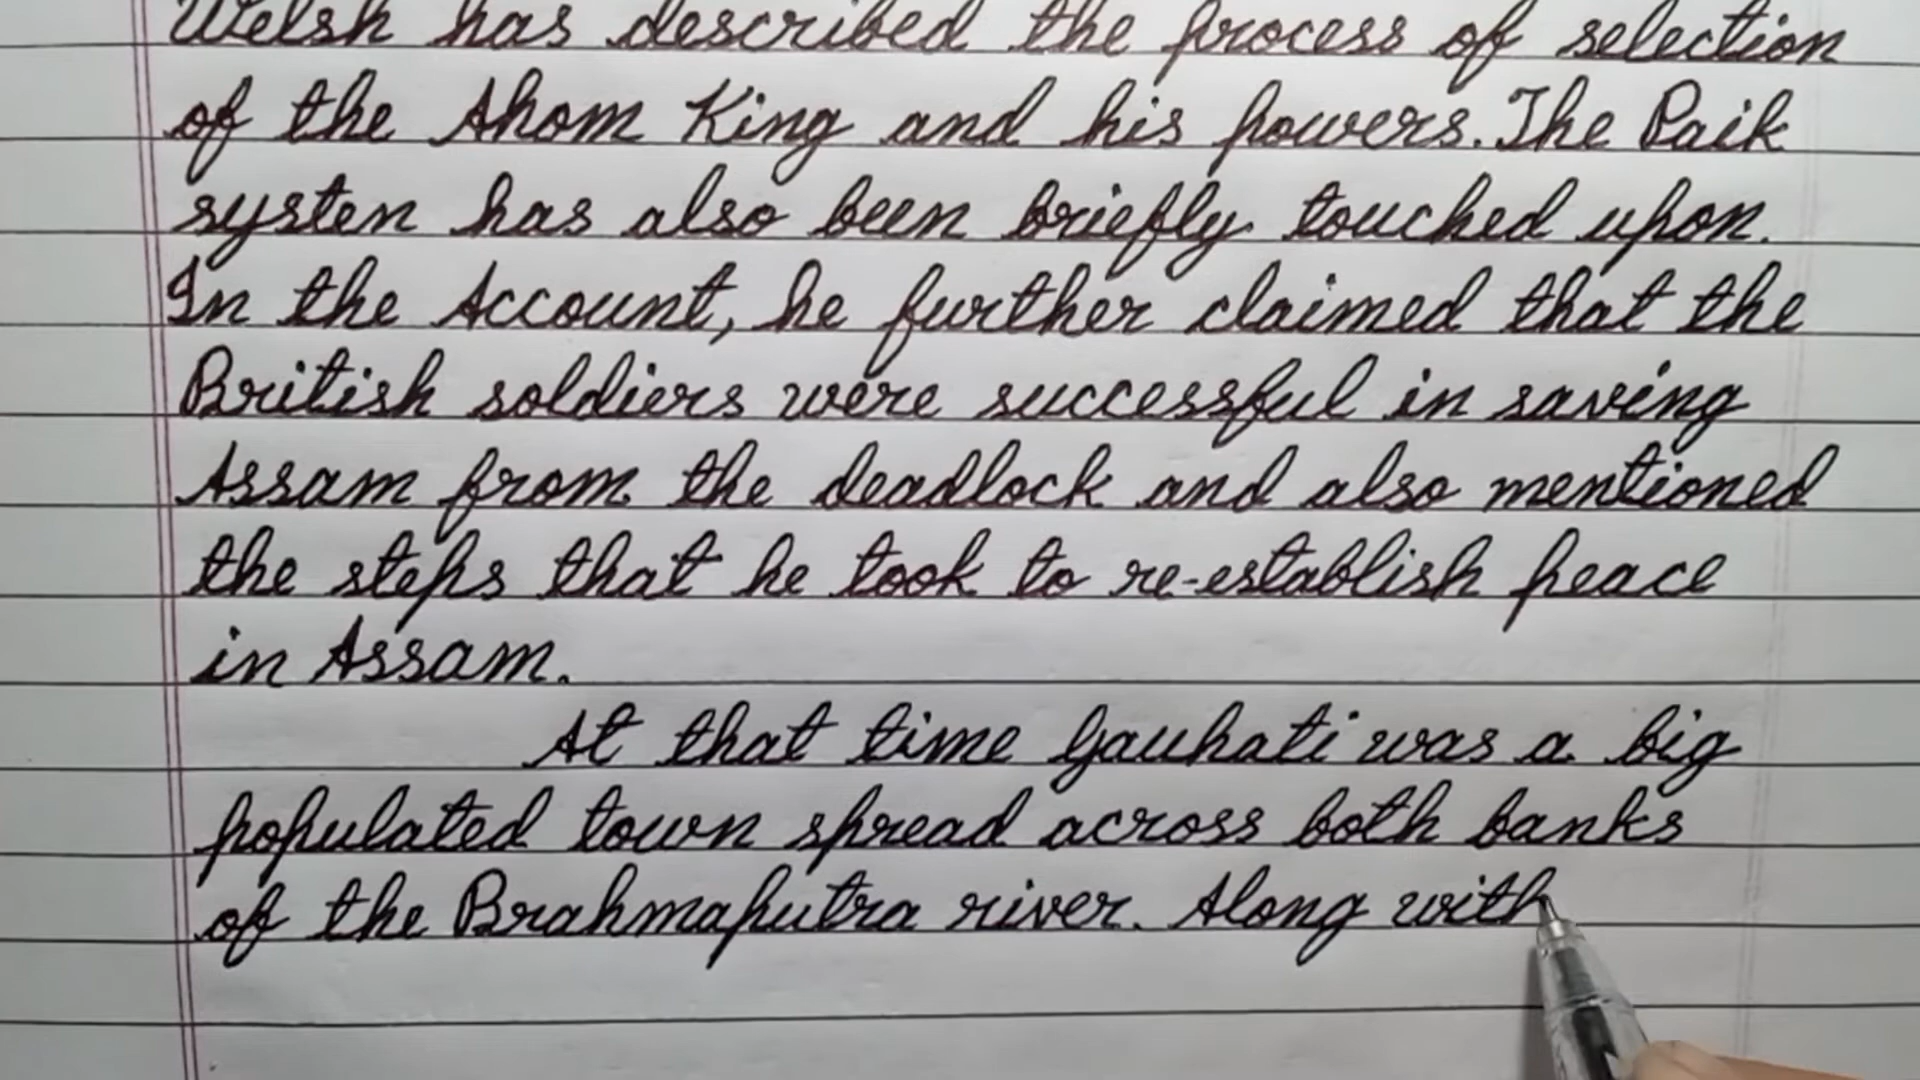 Welsh has described the process of selection
of the Ahom King and his powers. The Paik
systen has also been briefly touched upon.
In the Account, he further claimed that the
British soldiers were successful in saving
Assam from the deadlock and also mentioned
the steps that he took to re-establish peace
in Assam.
At that time Gauhati was a big
populated town spread across both banks
of the Brahmaputra river. Along with